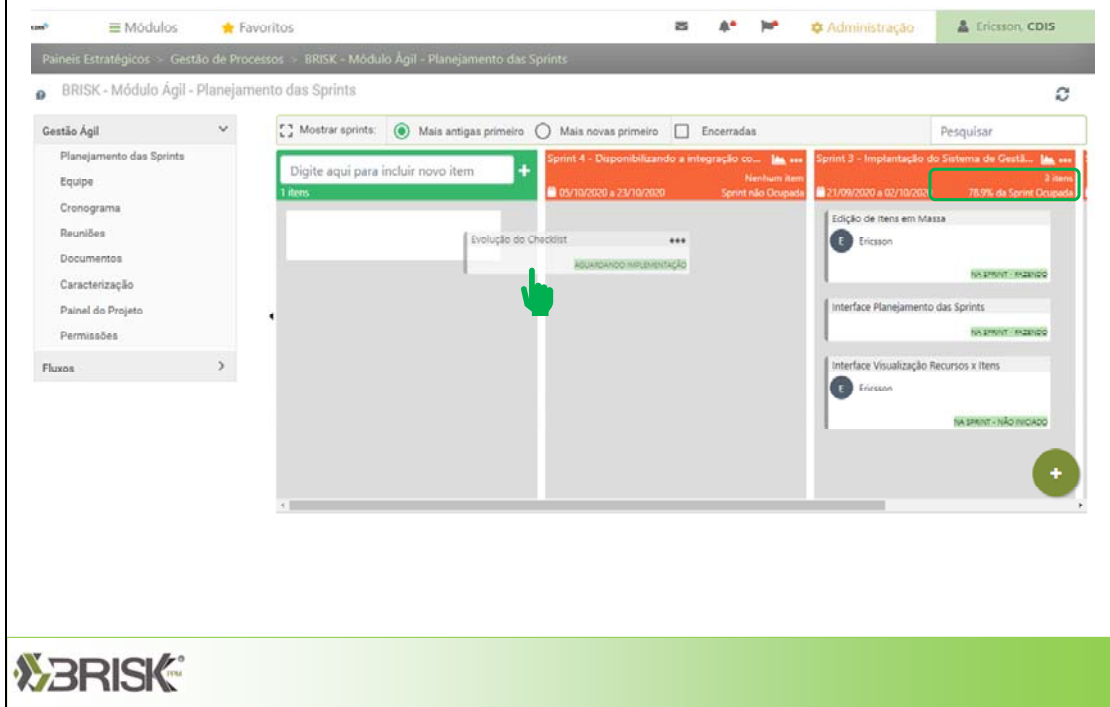 Módulos Favoritos Administração Ericsson, CDIS
Paineis Estratégicos > Gestão de Processos > BRISK - Módulo Ágil - Planejamento das Sprints
BRISK - Módulo Ágil - Planejamento das Sprints
Gestão Ágil
Planejamento das Sprints
Equipe
Cronograma
Reuniões
Documentos
Caracterização
Painel do Projeto
Permissões
Fluxos
Mostrar sprints: Mais antigas primeiro Mais novas primeiro Encerradas Pesquisar
Digite aqui para incluir novo item +
1 itens
Evolução do Checklist
AGUARDANDO IMPLEMENTAÇÃO
Sprint 4 - Disponibilizando a integração co...
Nenhum item
05/10/2020 a 23/10/2020 Sprint não Ocupada
Sprint 3 - Implantação do Sistema de Gestã...
3 itens
21/09/2020 a 02/10/2020 78.9% da Sprint Ocupada
Edição de Itens em Massa
E Ericsson
NA SPRINT - FAZENDO
Interface Planejamento das Sprints
NA SPRINT - FAZENDO
Interface Visualização Recursos x Itens
E Ericsson
NA SPRINT - NÃO INICIADO
+
BRISK